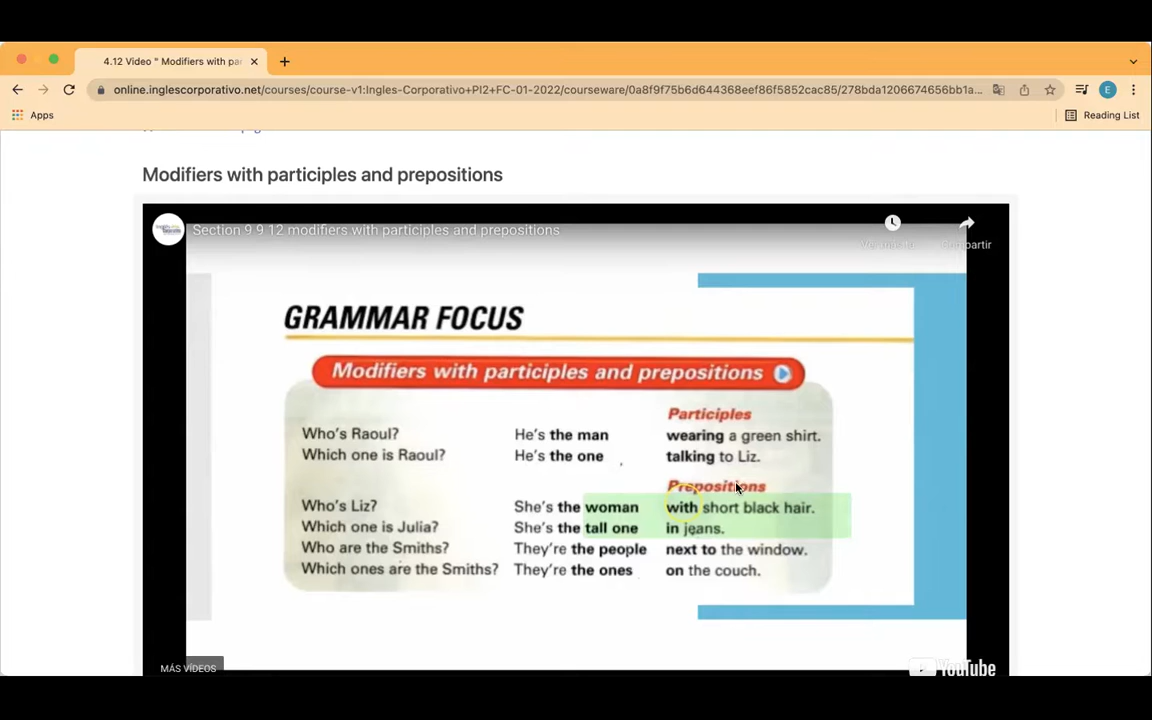 4.12 Video " Modifiers with par
online.inglescorporativo.net/courses/course-v1:Ingles-Corporativo+PI2+FC-01-2022/courseware/0a8f9f75b6d644368eef86f5852cac85/278bda1206674656bb1a...
E
Apps
Reading List
Modifiers with participles and prepositions
Section 9 9 12 modifiers with participles and prepositions
Compartir
GRAMMAR FOCUS
Modifiers with participles and prepositions
Participles
Who's Raoul? He's the man wearing a green shirt.
Which one is Raoul? He's the one talking to Liz.
Prepositions
Who's Liz? She's the woman with short black hair.
Which one is Julia? She's the tall one in jeans.
Who are the Smiths? They're the people next to the window.
Which ones are the Smiths? They're the ones on the couch.
MÁS VÍDEOS
YouTube